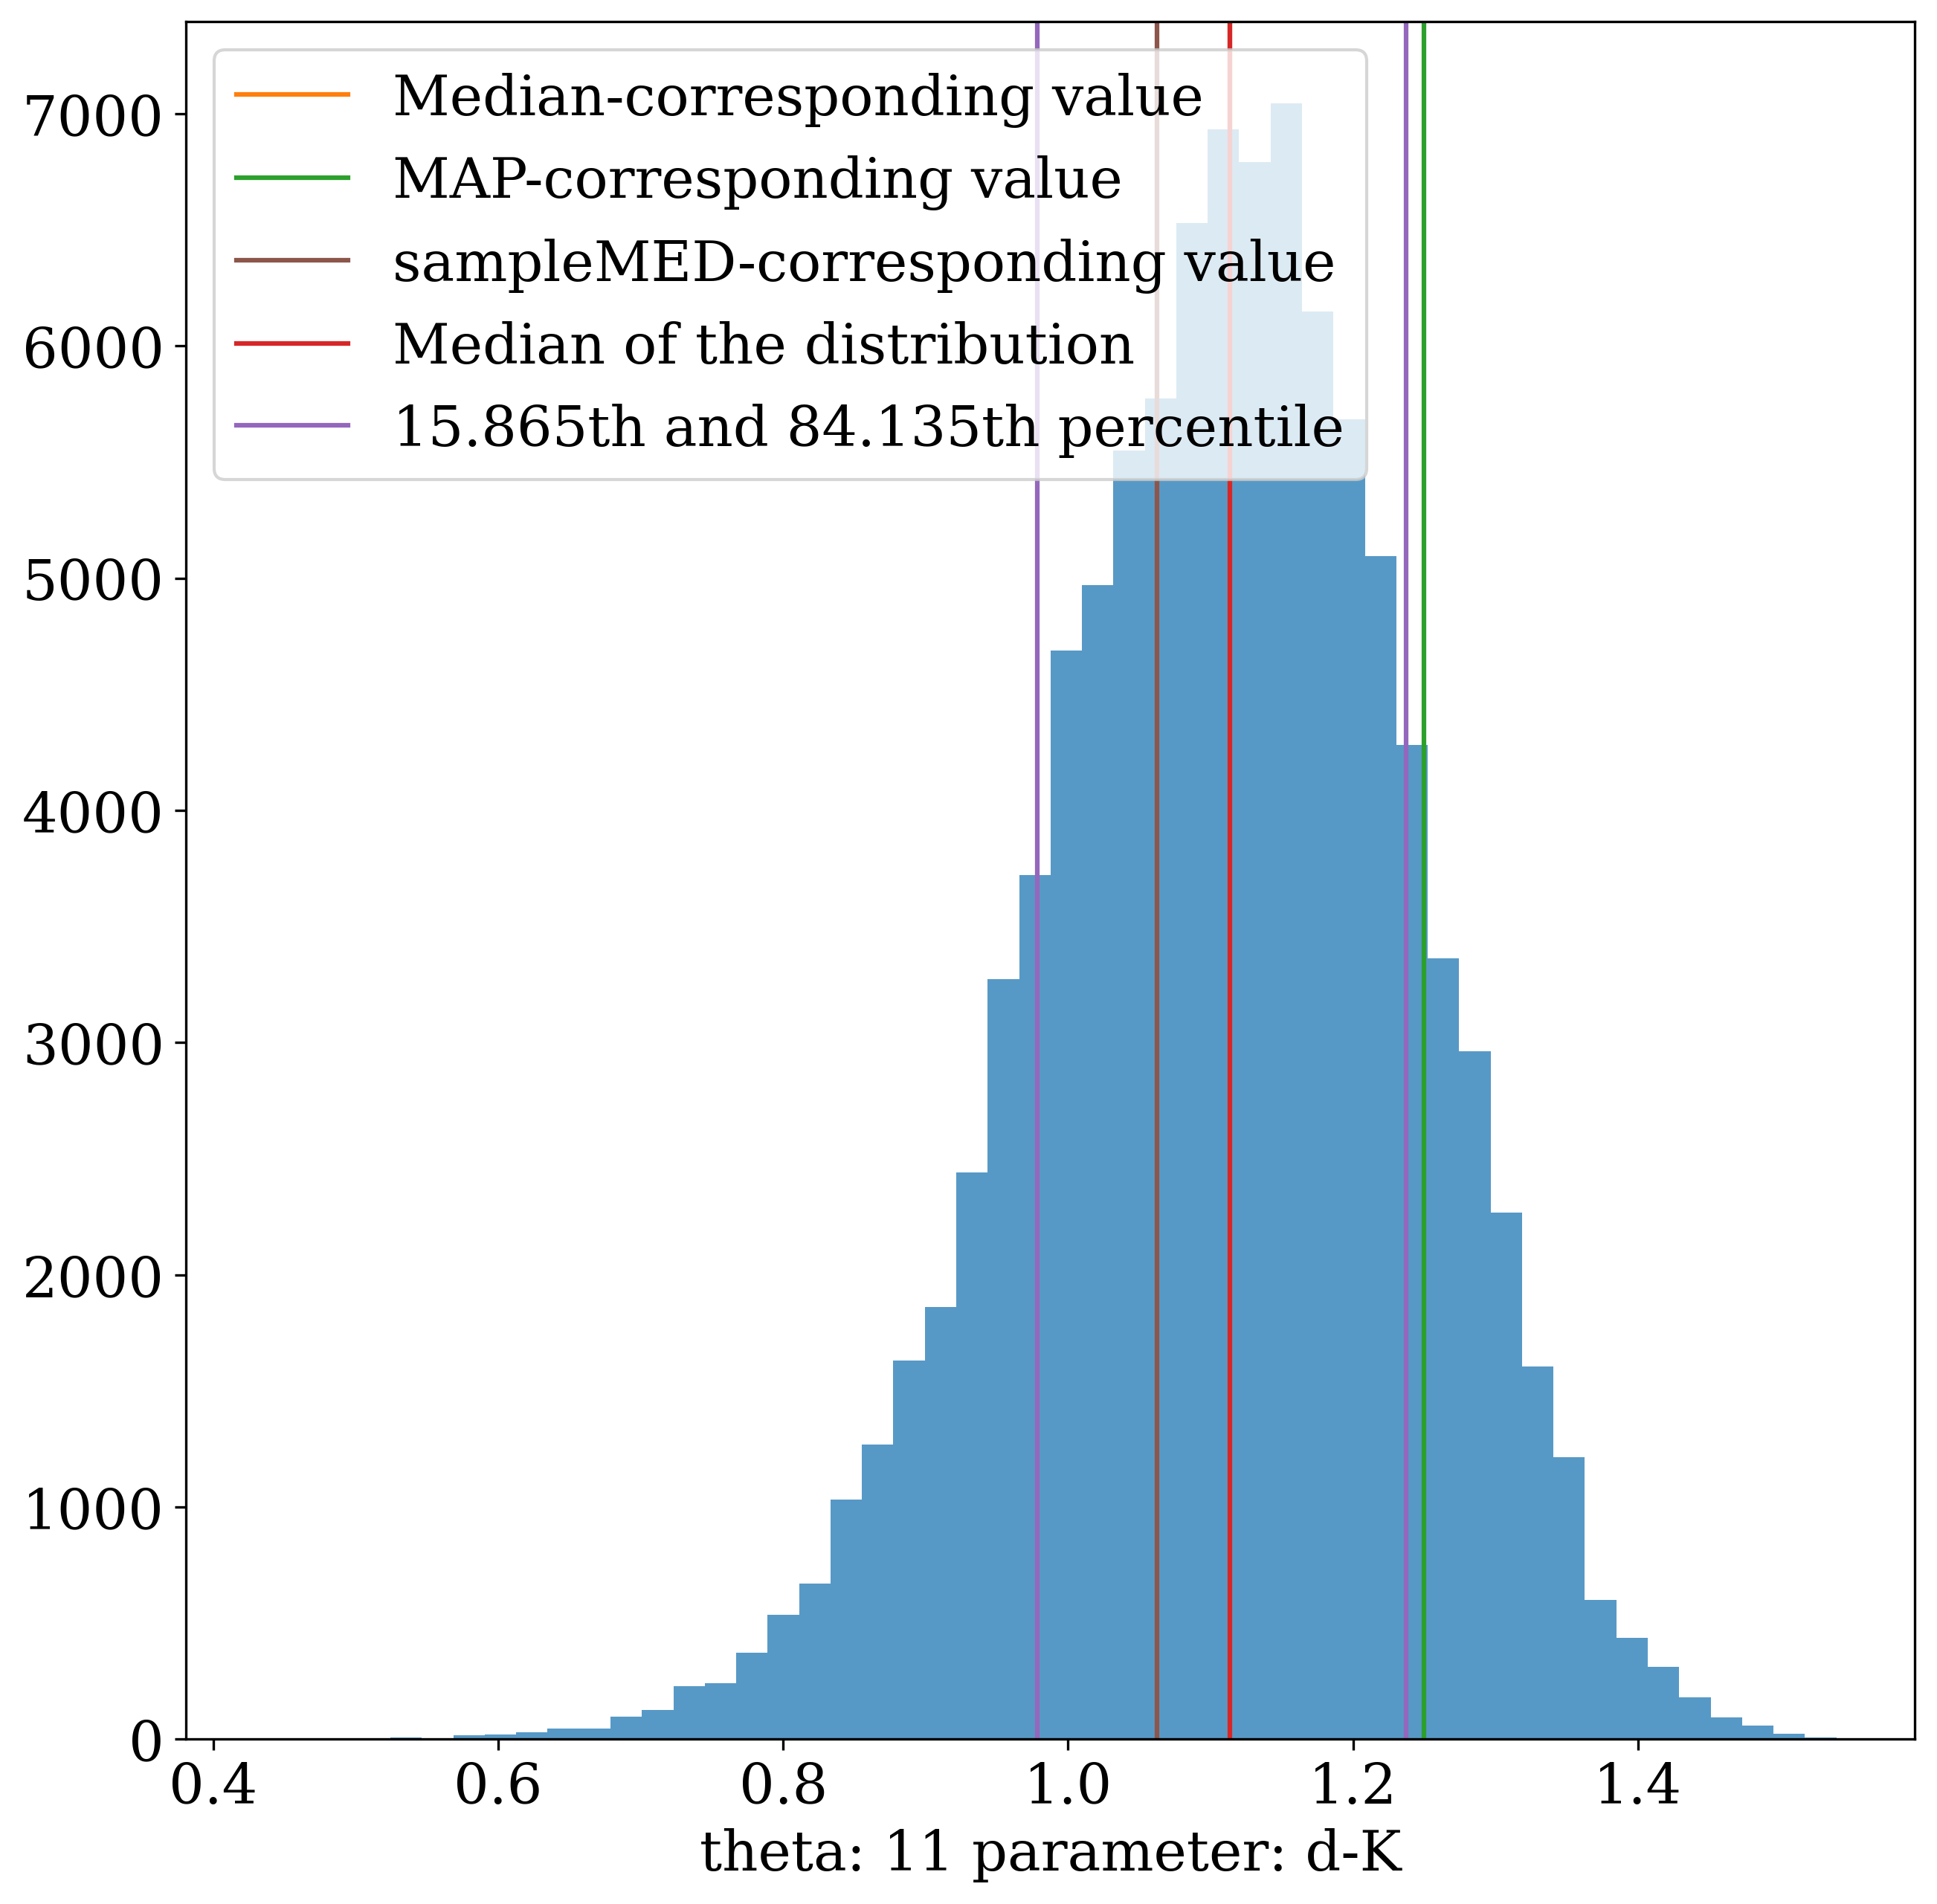 Median-corresponding value
MAP-corresponding value
sampleMED-corresponding value
Median of the distribution
15.865th and 84.135th percentile
7000
6000
5000
4000
3000
2000
1000
0
0.4 0.6 0.8 1.0 1.2 1.4
theta: 11 parameter: d-K